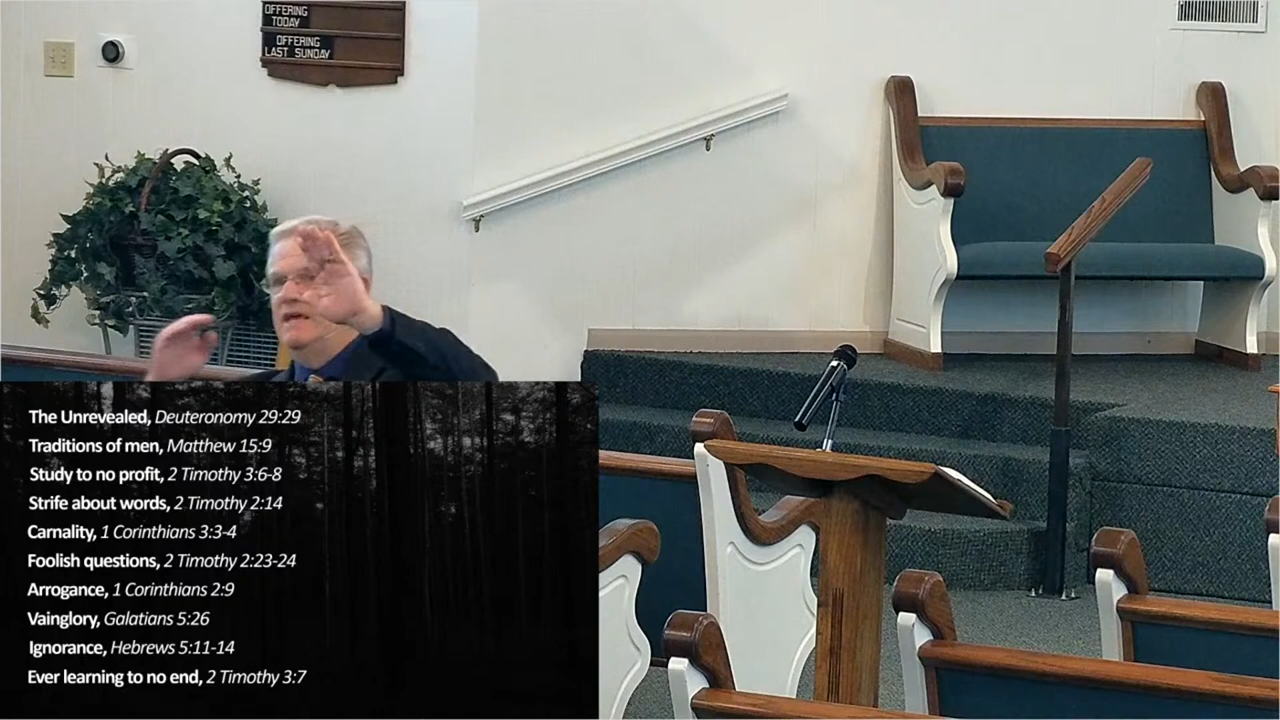 OFFERING
TODAY
OFFERING
LAST SUNDAY
The Unrevealed, Deuteronomy 29:29
Traditions of men, Matthew 15:9
Study to no profit, 2 Timothy 3:6-8
Strife about words, 2 Timothy 2:14
Carnality, 1 Corinthians 3:3-4
Foolish questions, 2 Timothy 2:23-24
Arrogance, 1 Corinthians 2:9
Vainglory, Galatians 5:26
Ignorance, Hebrews 5:11-14
Ever learning to no end, 2 Timothy 3:7